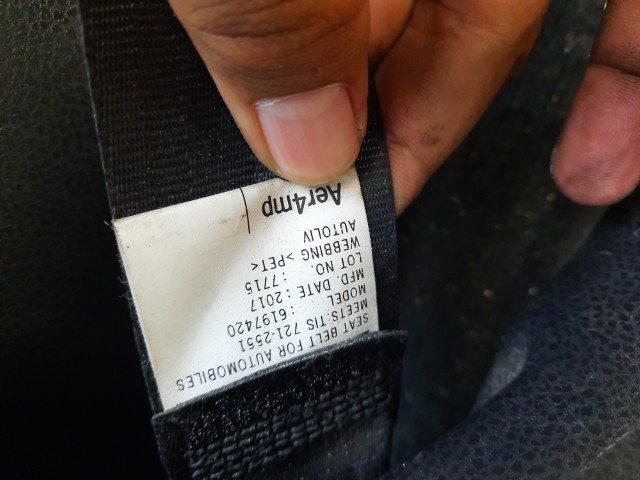 SEAT BELT FOR AUTOMOBILES
MEETS:TIS 721-2551
MODEL : 6197420
MFD. DATE : 2017
LOT NO. : 7715
WEBBING >PET<
AUTOLIV
Aer4mp